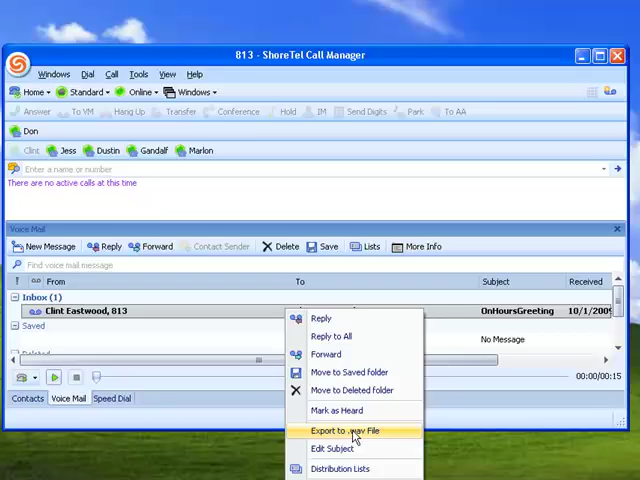 813 - ShoreTel Call Manager
Windows Dial Call Tools View Help
Home Standard Online Windows
Answer To VM Hang Up Transfer Conference Hold IM Send Digits Park To AA
Don
Clint Jess Dustin Gandalf Marlon
Enter a name or number
There are no active calls at this time
Voice Mail
New Message Reply Forward Contact Sender Delete Save Lists More Info
Find voice mail message
! From To Subject Received
Inbox (1)
Clint Eastwood, 813 OnHoursGreeting 10/1/2009
Saved No Message
Deleted
00:00/00:15
Contacts Voice Mail Speed Dial
Reply
Reply to All
Forward
Move to Saved folder
Move to Deleted folder
Mark as Heard
Export to .wav File
Edit Subject
Distribution Lists